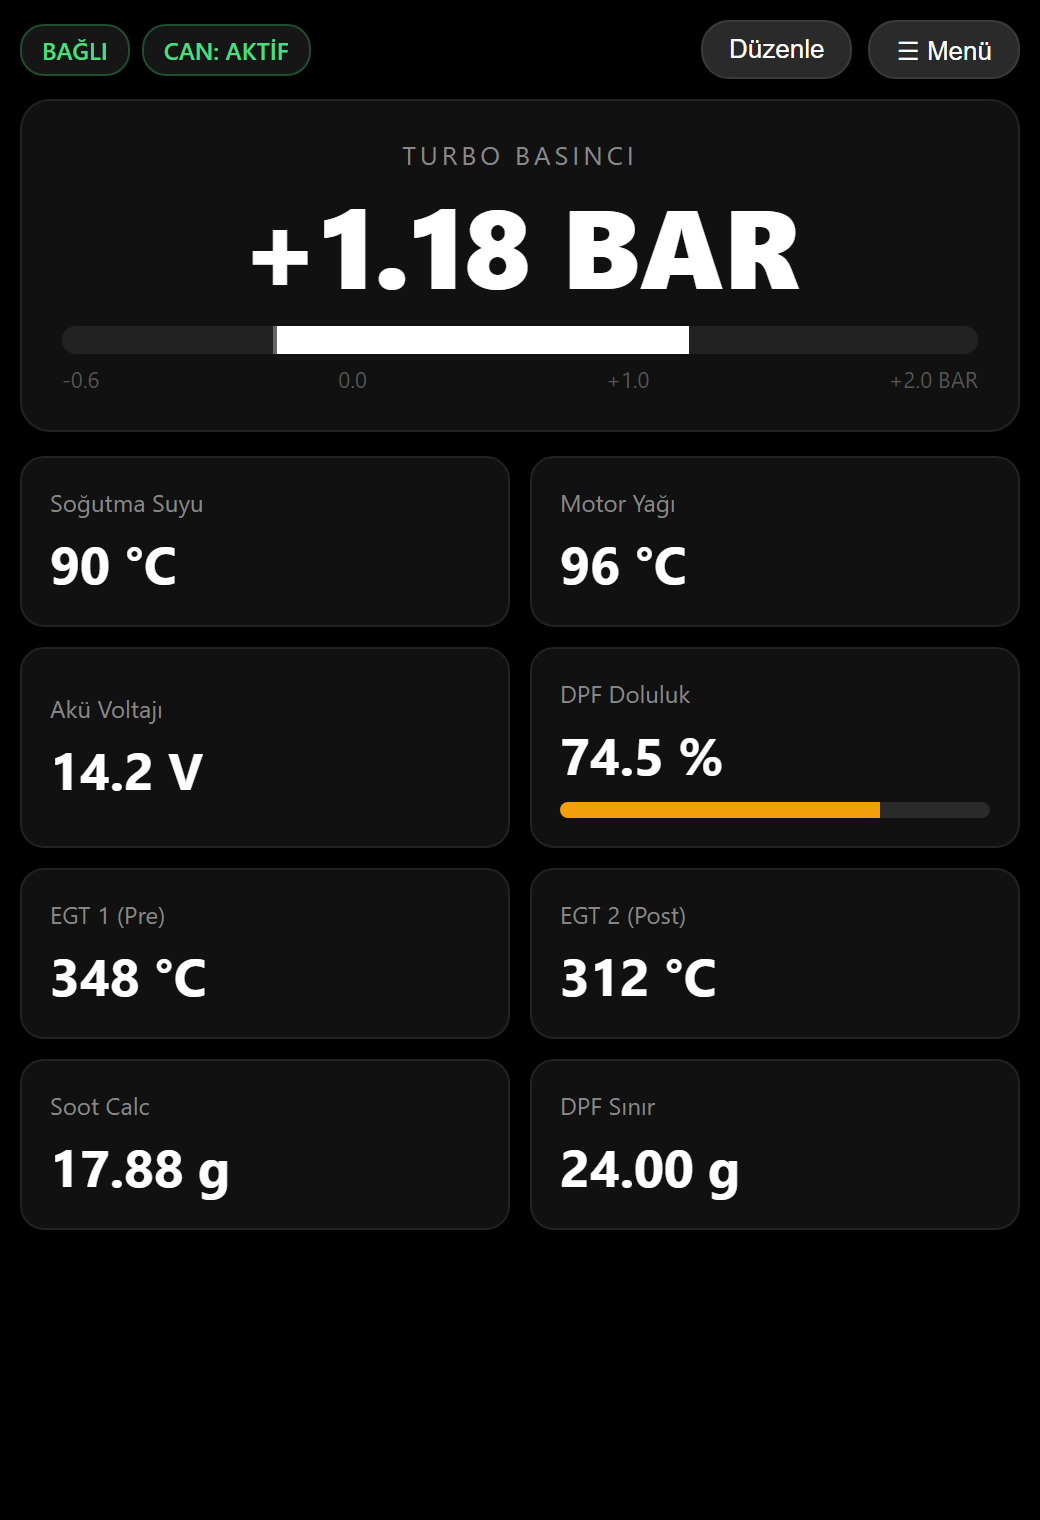 BAĞLI CAN: AKTİF Düzenle ☰ Menü
TURBO BASINCI
+1.18 BAR
-0.6 0.0 +1.0 +2.0 BAR
Soğutma Suyu
90 °C
Motor Yağı
96 °C
Akü Voltajı
14.2 V
DPF Doluluk
74.5 %
EGT 1 (Pre)
348 °C
EGT 2 (Post)
312 °C
Soot Calc
17.88 g
DPF Sınır
24.00 g